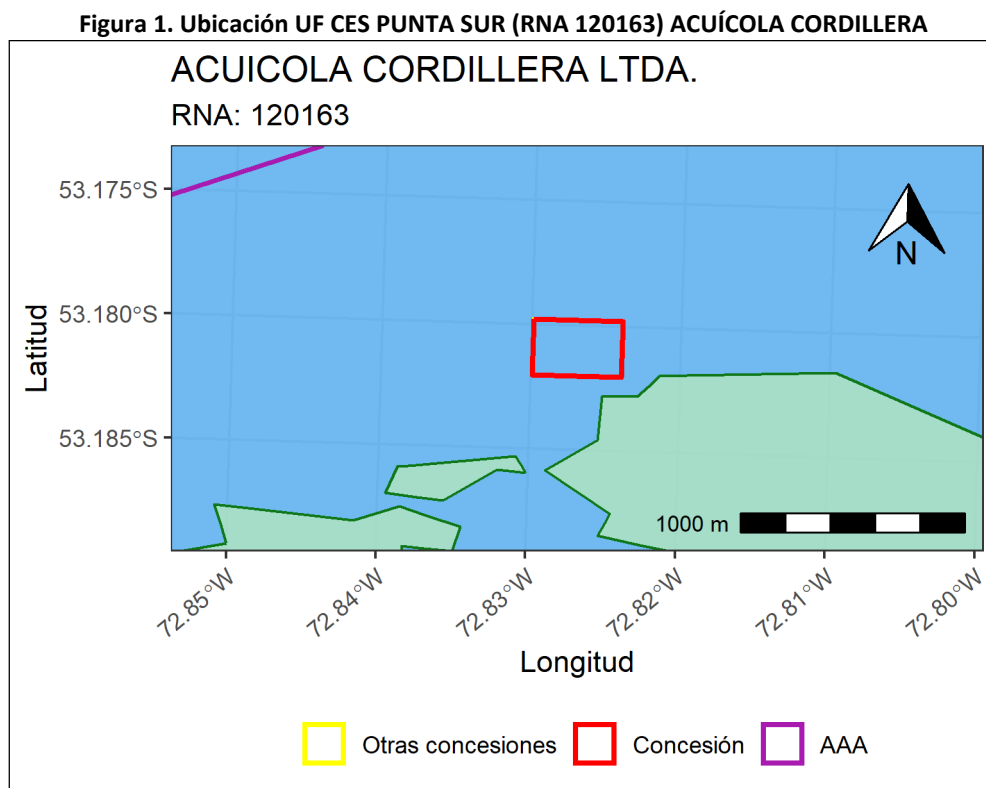 Figura 1. Ubicación UF CES PUNTA SUR (RNA 120163) ACUÍCOLA CORDILLERA
ACUICOLA CORDILLERA LTDA.
RNA: 120163
53.175°S
53.180°S
53.185°S
Latitud
N
1000 m
72.85°W
72.84°W
72.83°W
72.82°W
72.81°W
72.80°W
Longitud
Otras concesiones
Concesión
AAA